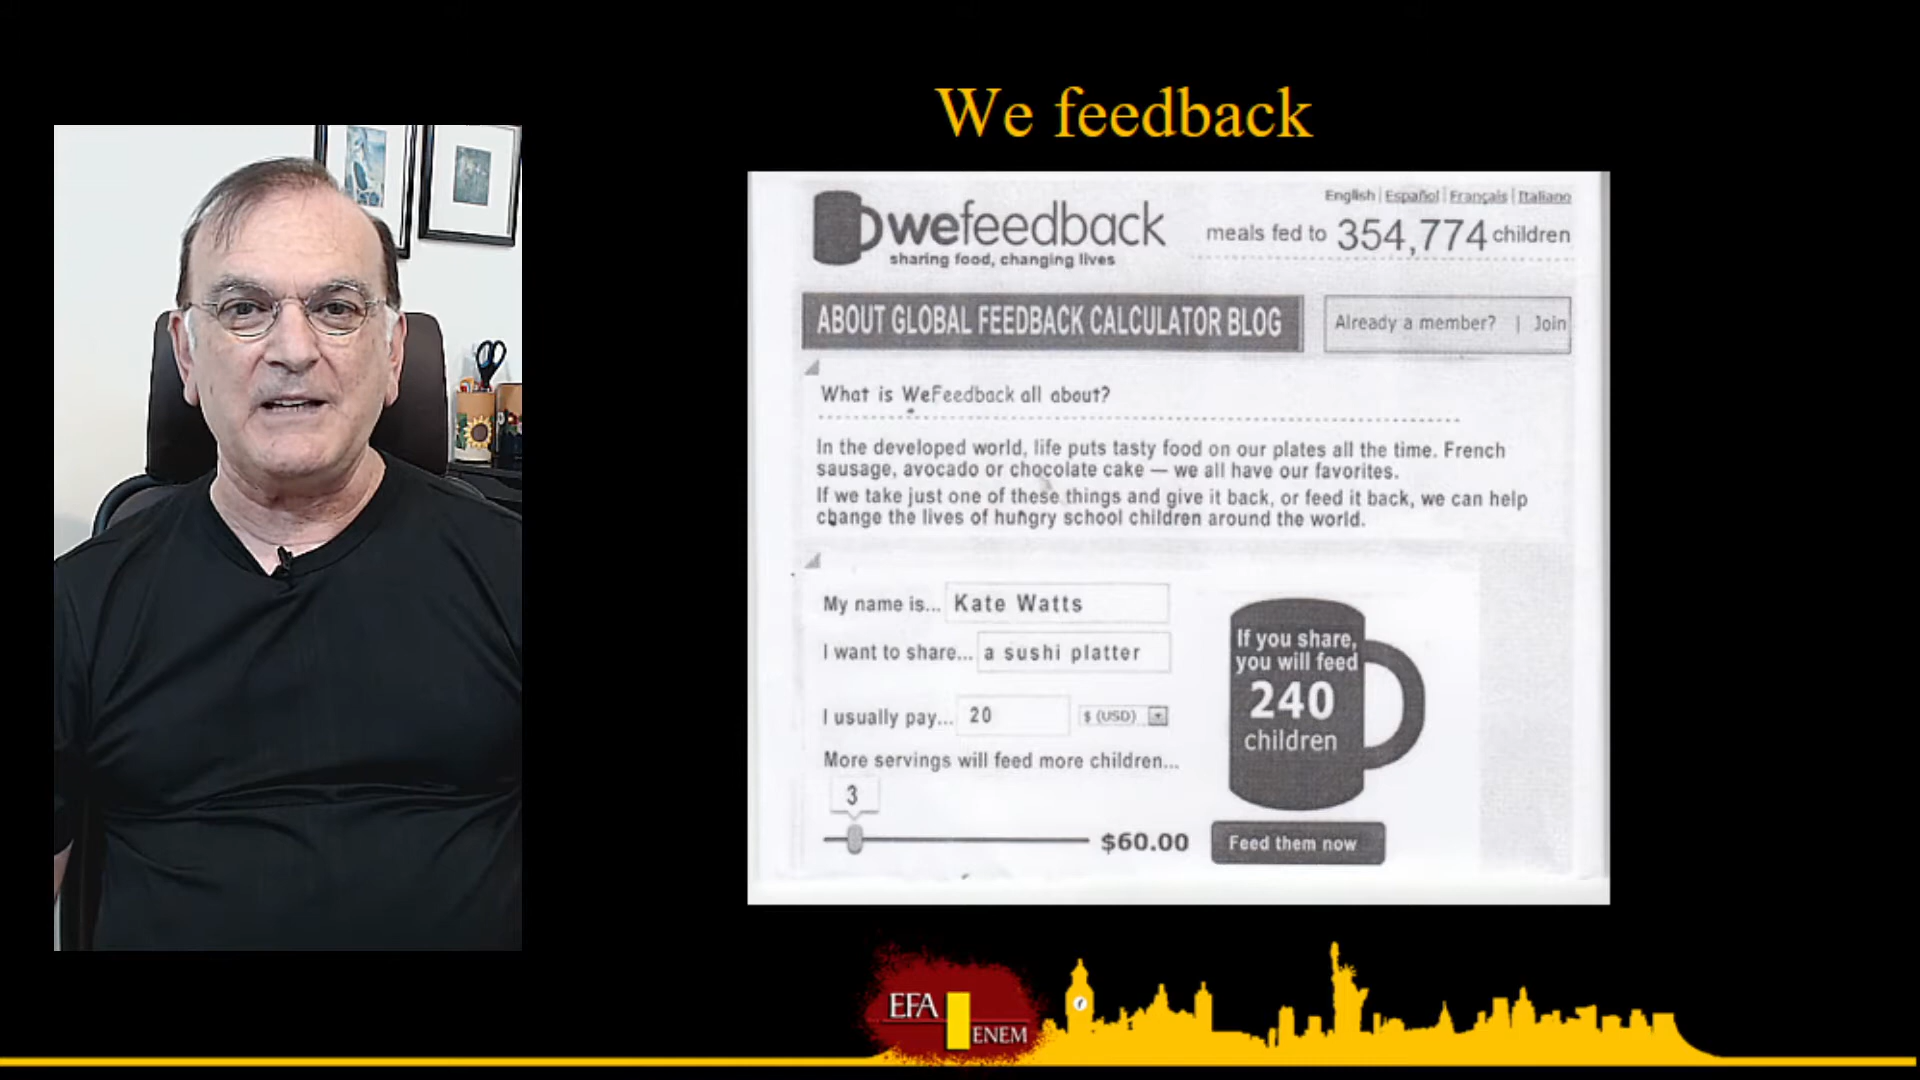 We feedback
English | Español | Français | Italiano
wefeedback
meals fed to 354,774 children
sharing food, changing lives
ABOUT GLOBAL FEEDBACK CALCULATOR BLOG
Already a member? | Join
What is WeFeedback all about?
In the developed world, life puts tasty food on our plates all the time. French
sausage, avocado or chocolate cake — we all have our favorites.
If we take just one of these things and give it back, or feed it back, we can help
change the lives of hungry school children around the world.
My name is... Kate Watts
I want to share... a sushi platter
I usually pay... 20 $ (USD)
More servings will feed more children...
3
$60.00
If you share,
you will feed
240
children
Feed them now
EFA
ENEM